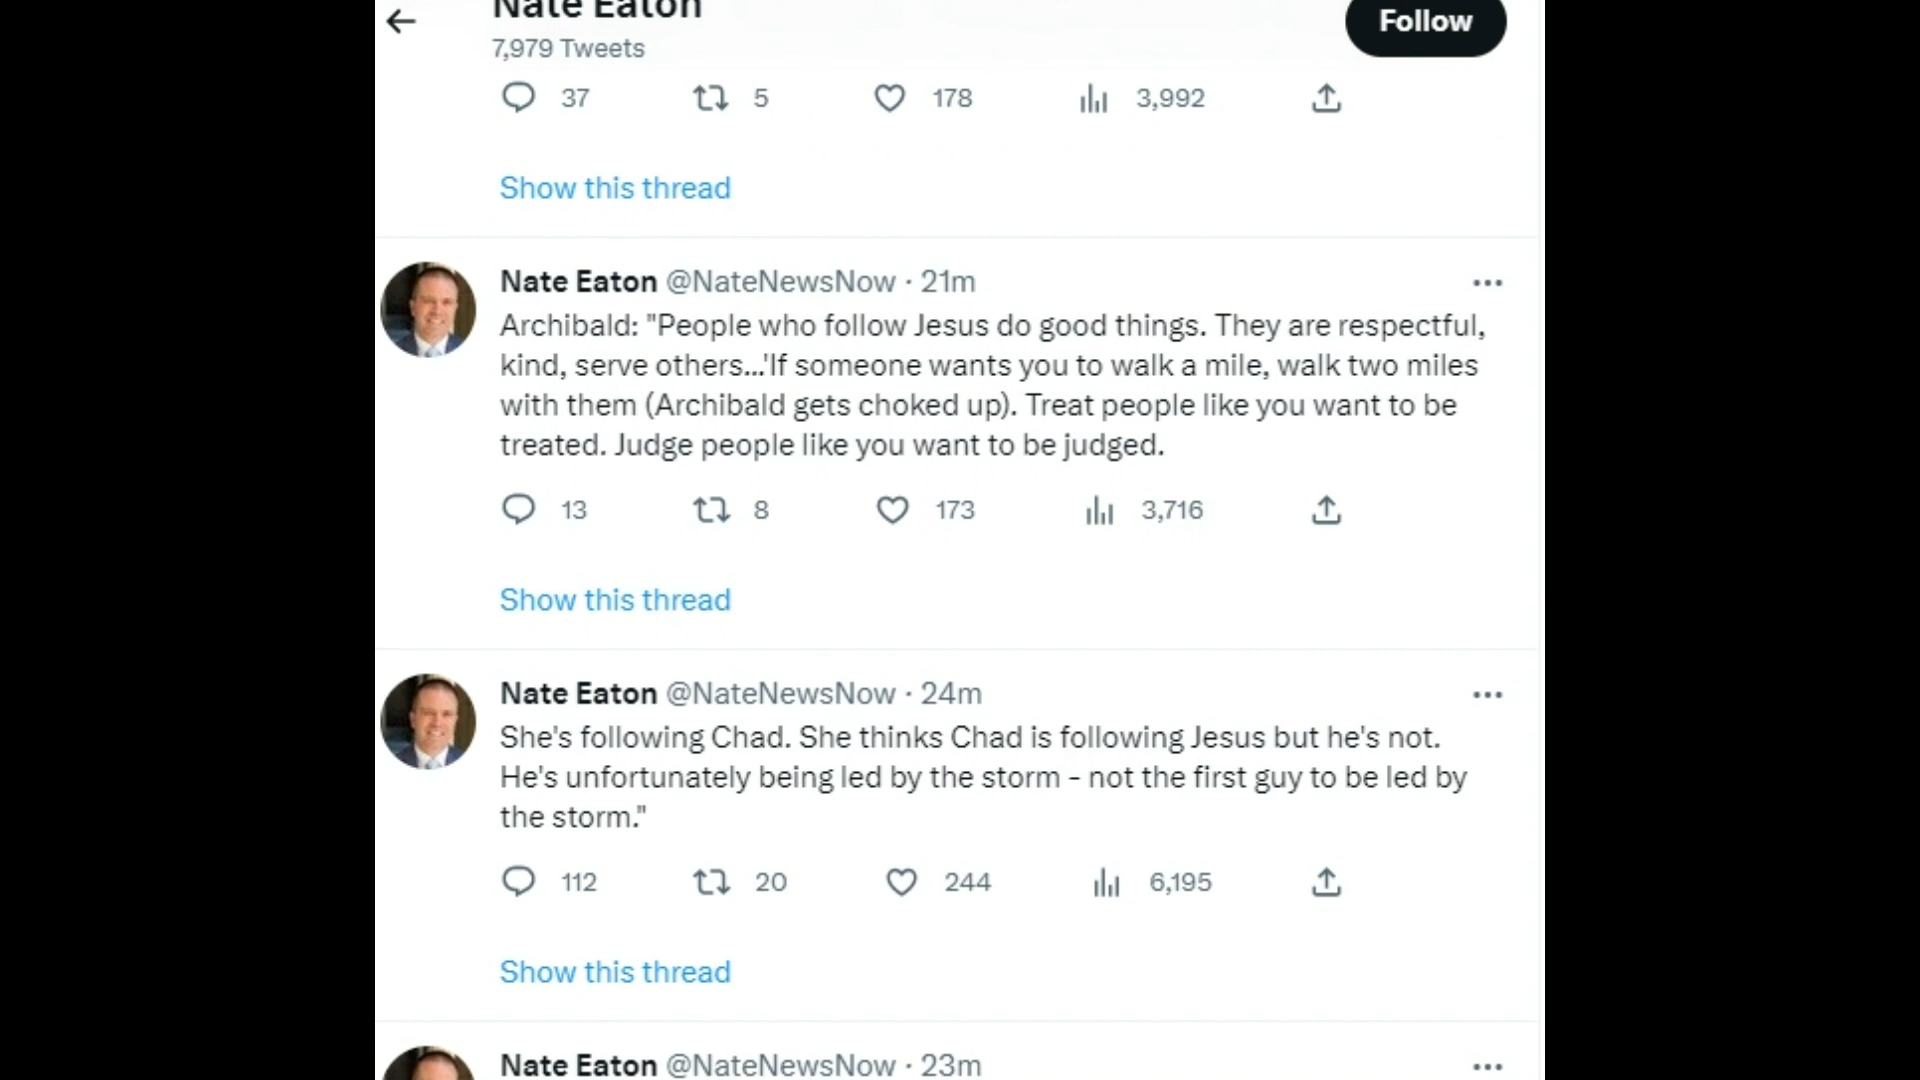 Nate Eaton
7,979 Tweets
Follow
37 5 178 3,992
Show this thread
Nate Eaton @NateNewsNow · 21m
Archibald: "People who follow Jesus do good things. They are respectful,
kind, serve others...'If someone wants you to walk a mile, walk two miles
with them (Archibald gets choked up). Treat people like you want to be
treated. Judge people like you want to be judged.
13 8 173 3,716
Show this thread
Nate Eaton @NateNewsNow · 24m
She's following Chad. She thinks Chad is following Jesus but he's not.
He's unfortunately being led by the storm - not the first guy to be led by
the storm."
112 20 244 6,195
Show this thread
Nate Eaton @NateNewsNow · 23m